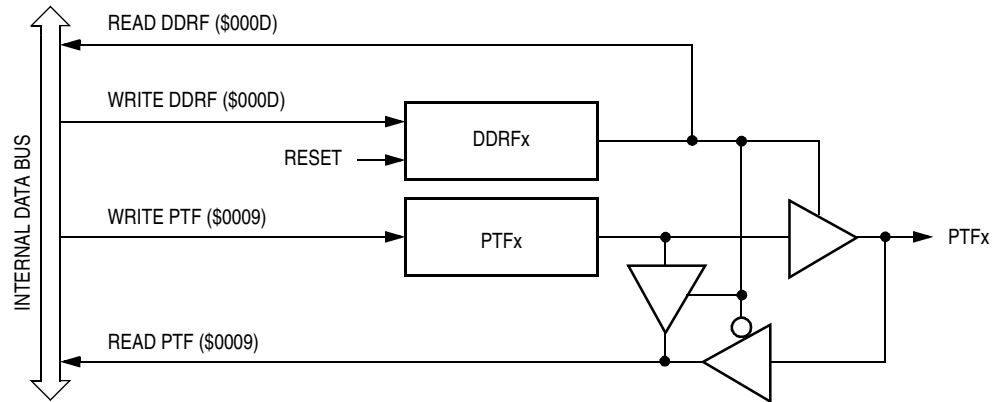 READ DDRF ($000D)
WRITE DDRF ($000D)
DDRFx
RESET
INTERNAL DATA BUS
WRITE PTF ($0009)
PTFx
PTFx
READ PTF ($0009)